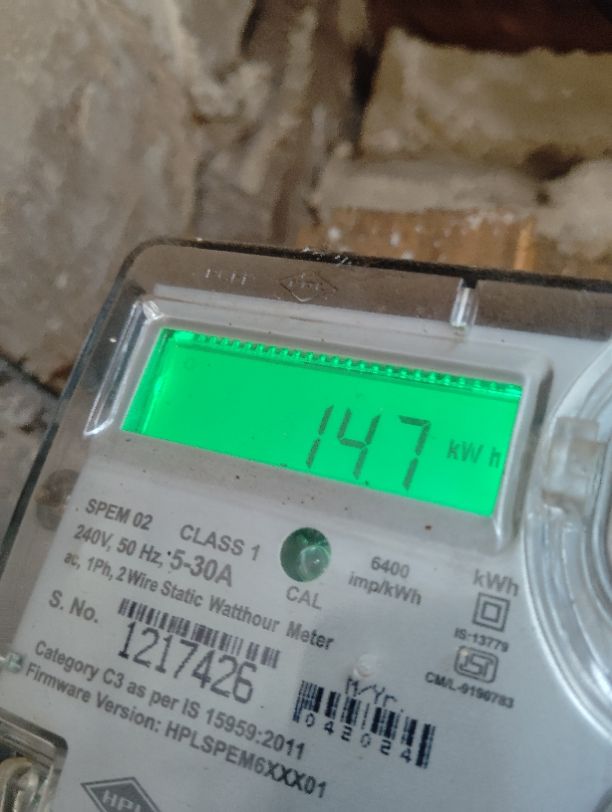 HPL
147 kWh
SPEM 02
CLASS 1
240V, 50 Hz, 5-30A
ac, 1Ph, 2 Wire Static Watthour Meter
CAL
6400
imp/kWh
kWh
IS:13779
CM/L-9190783
S. No.
1217426
M/Yr.
042024
Category C3 as per IS 15959:2011
Firmware Version: HPLSPEM6XXX01
HPL